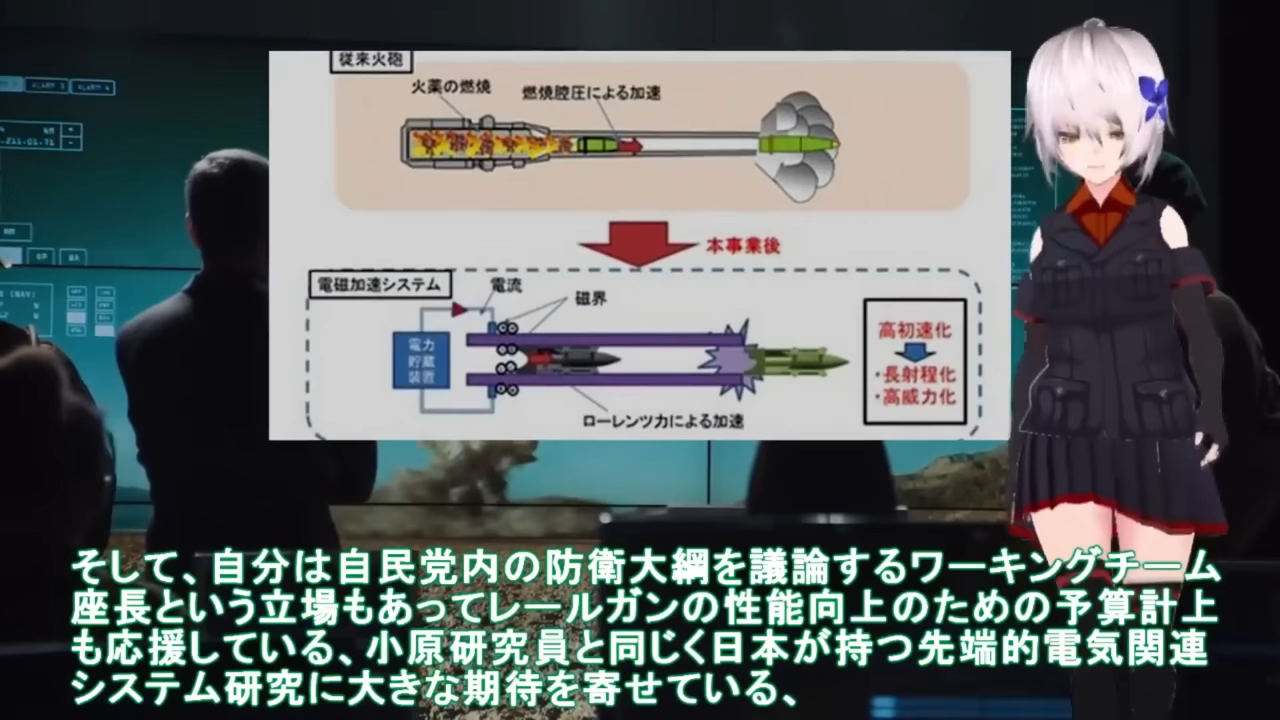 従来火砲
火薬の燃焼
燃焼腔圧による加速
本事業後
電磁加速システム
電流
磁界
電力
貯蔵
装置
高初速化
・長射程化
・高威力化
ローレンツ力による加速
そして、自分は自民党内の防衛大綱を議論するワーキングチーム
座長という立場もあってレールガンの性能向上のための予算計上
も応援している、小原研究員と同じく日本が持つ先端的電気関連
システム研究に大きな期待を寄せている、